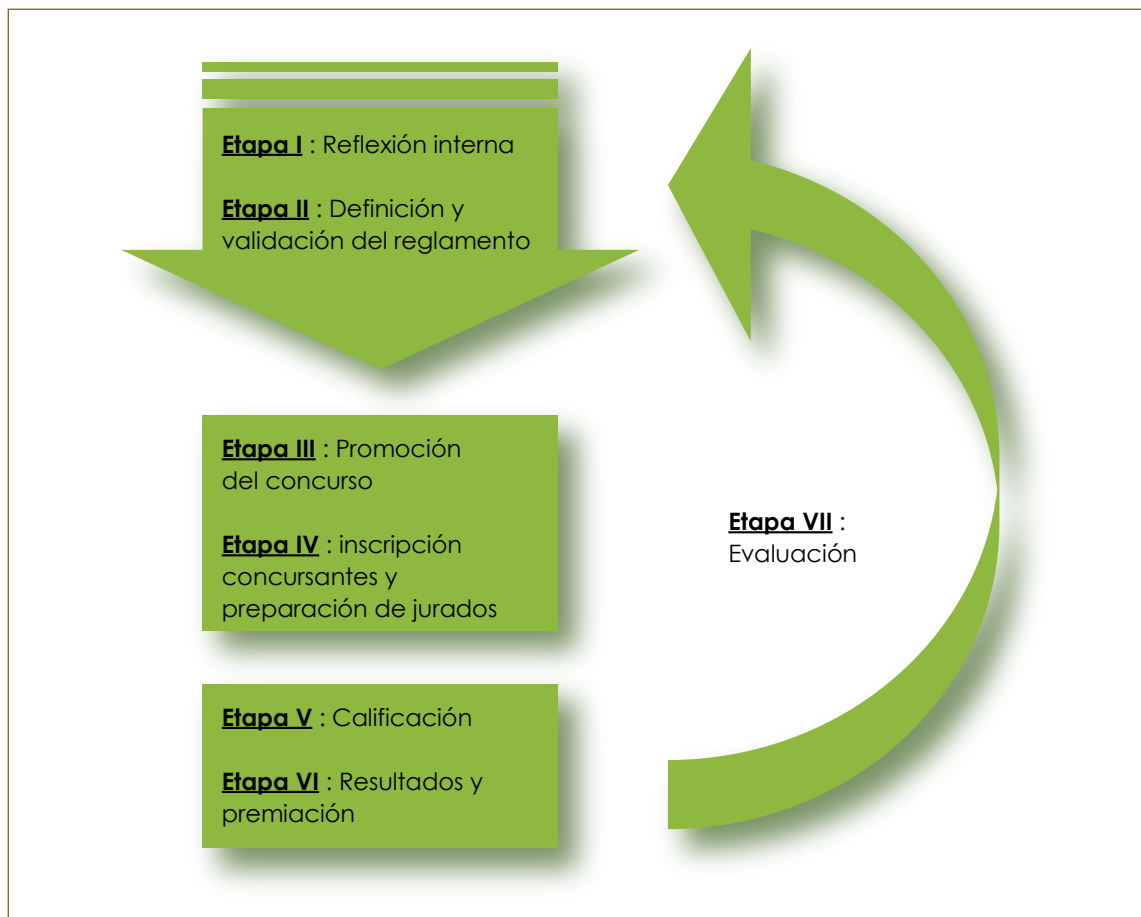 Etapa I : Reflexión interna
Etapa II : Definición y
validación del reglamento
Etapa III : Promoción
del concurso
Etapa IV : inscripción
concursantes y
preparación de jurados
Etapa V : Calificación
Etapa VI : Resultados y
premiación
Etapa VII :
Evaluación